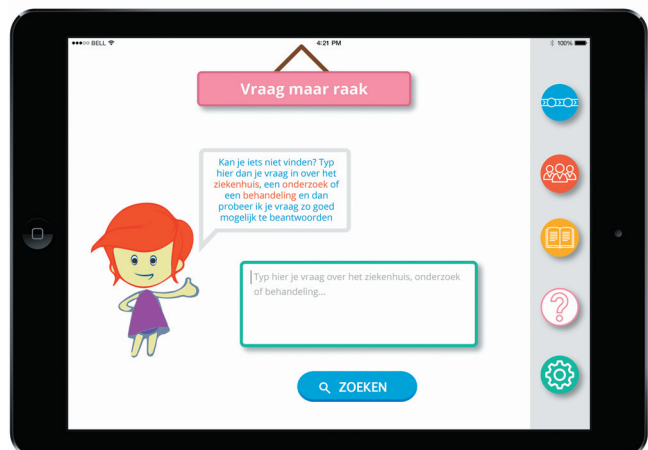 ●●●○○ BELL 4:21 PM 100%
Vraag maar raak
Kan je iets niet vinden? Typ
hier dan je vraag in over het
ziekenhuis, een onderzoek of
een behandeling en dan
probeer ik je vraag zo goed
mogelijk te beantwoorden
Typ hier je vraag over het ziekenhuis, onderzoek
of behandeling...
?
ZOEKEN